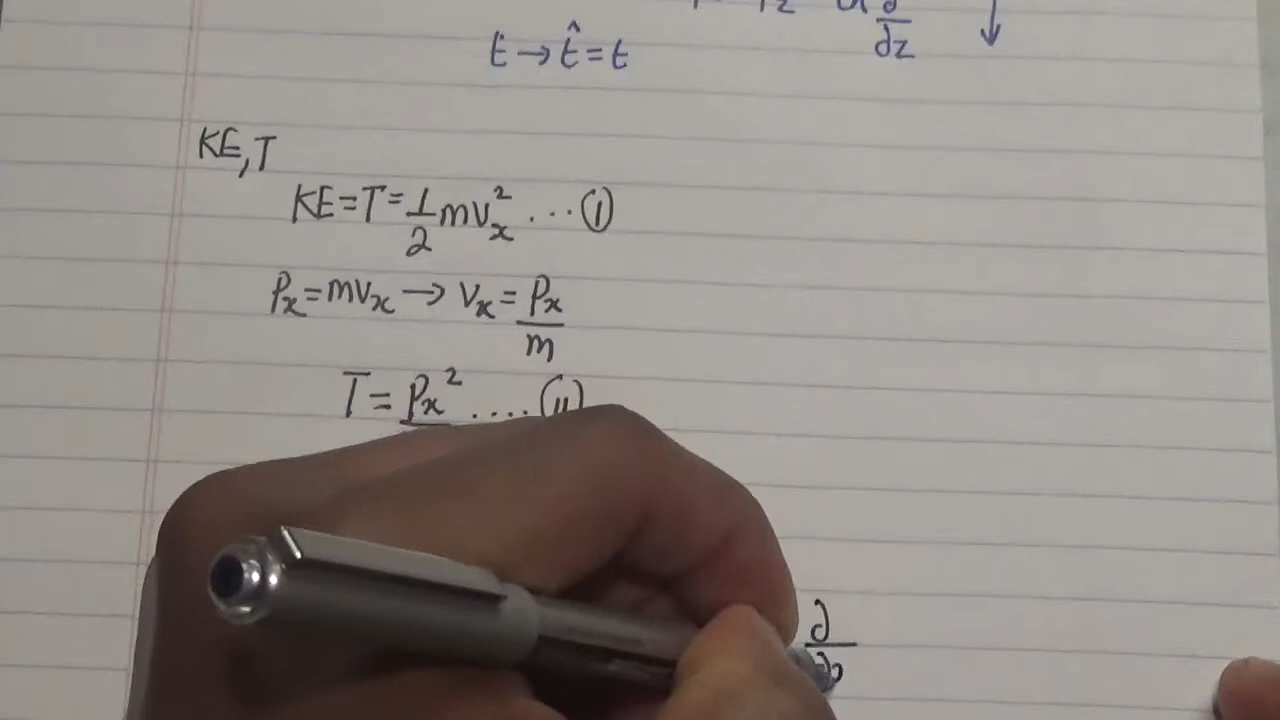 ∂/∂z ↓
t → t̂ = t
KE, T
KE = T = 1/2 mv_x^2 ... (I)
P_x = mv_x → v_x = P_x/m
T = P_x^2 .... (II)
∂